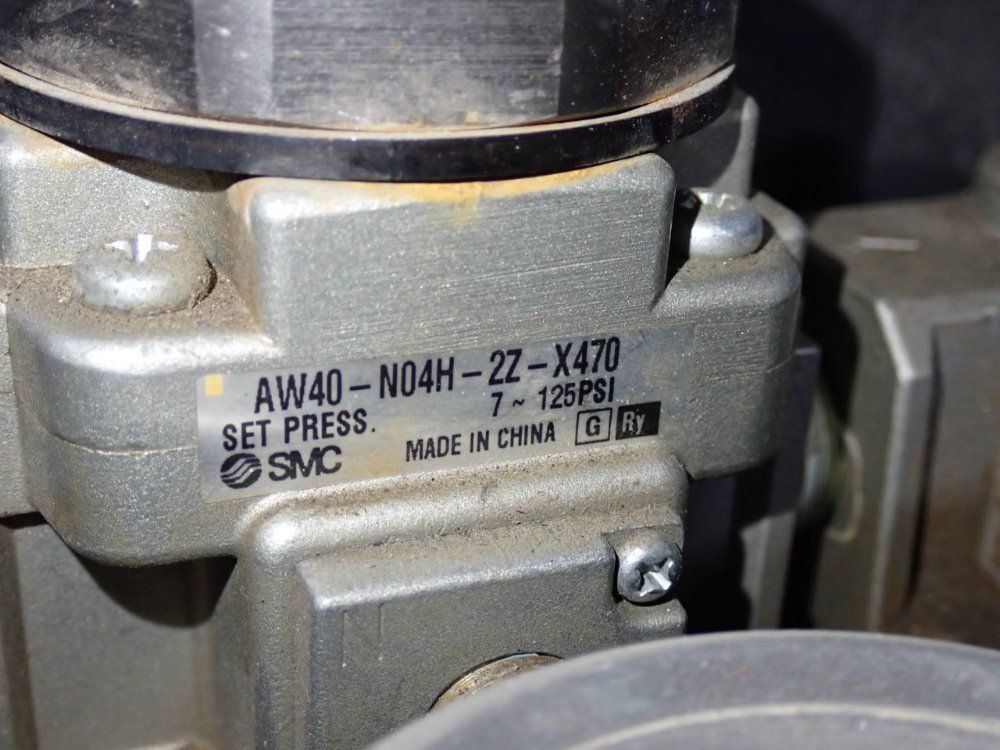 AW40-N04H-2Z-X470
SET PRESS. 7 ~ 125PSI
SMC MADE IN CHINA G Ry